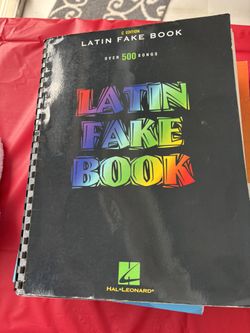 C EDITION
LATIN FAKE BOOK
OVER 500 SONGS
LATIN
FAKE
BOOK
HAL•LEONARD®